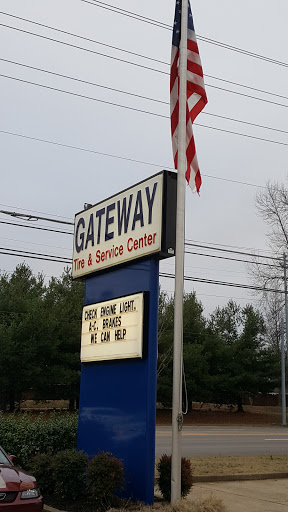 GATEWAY
Tire & Service Center
CHECK ENGINE LIGHT.
A-C. BRAKES
WE CAN HELP